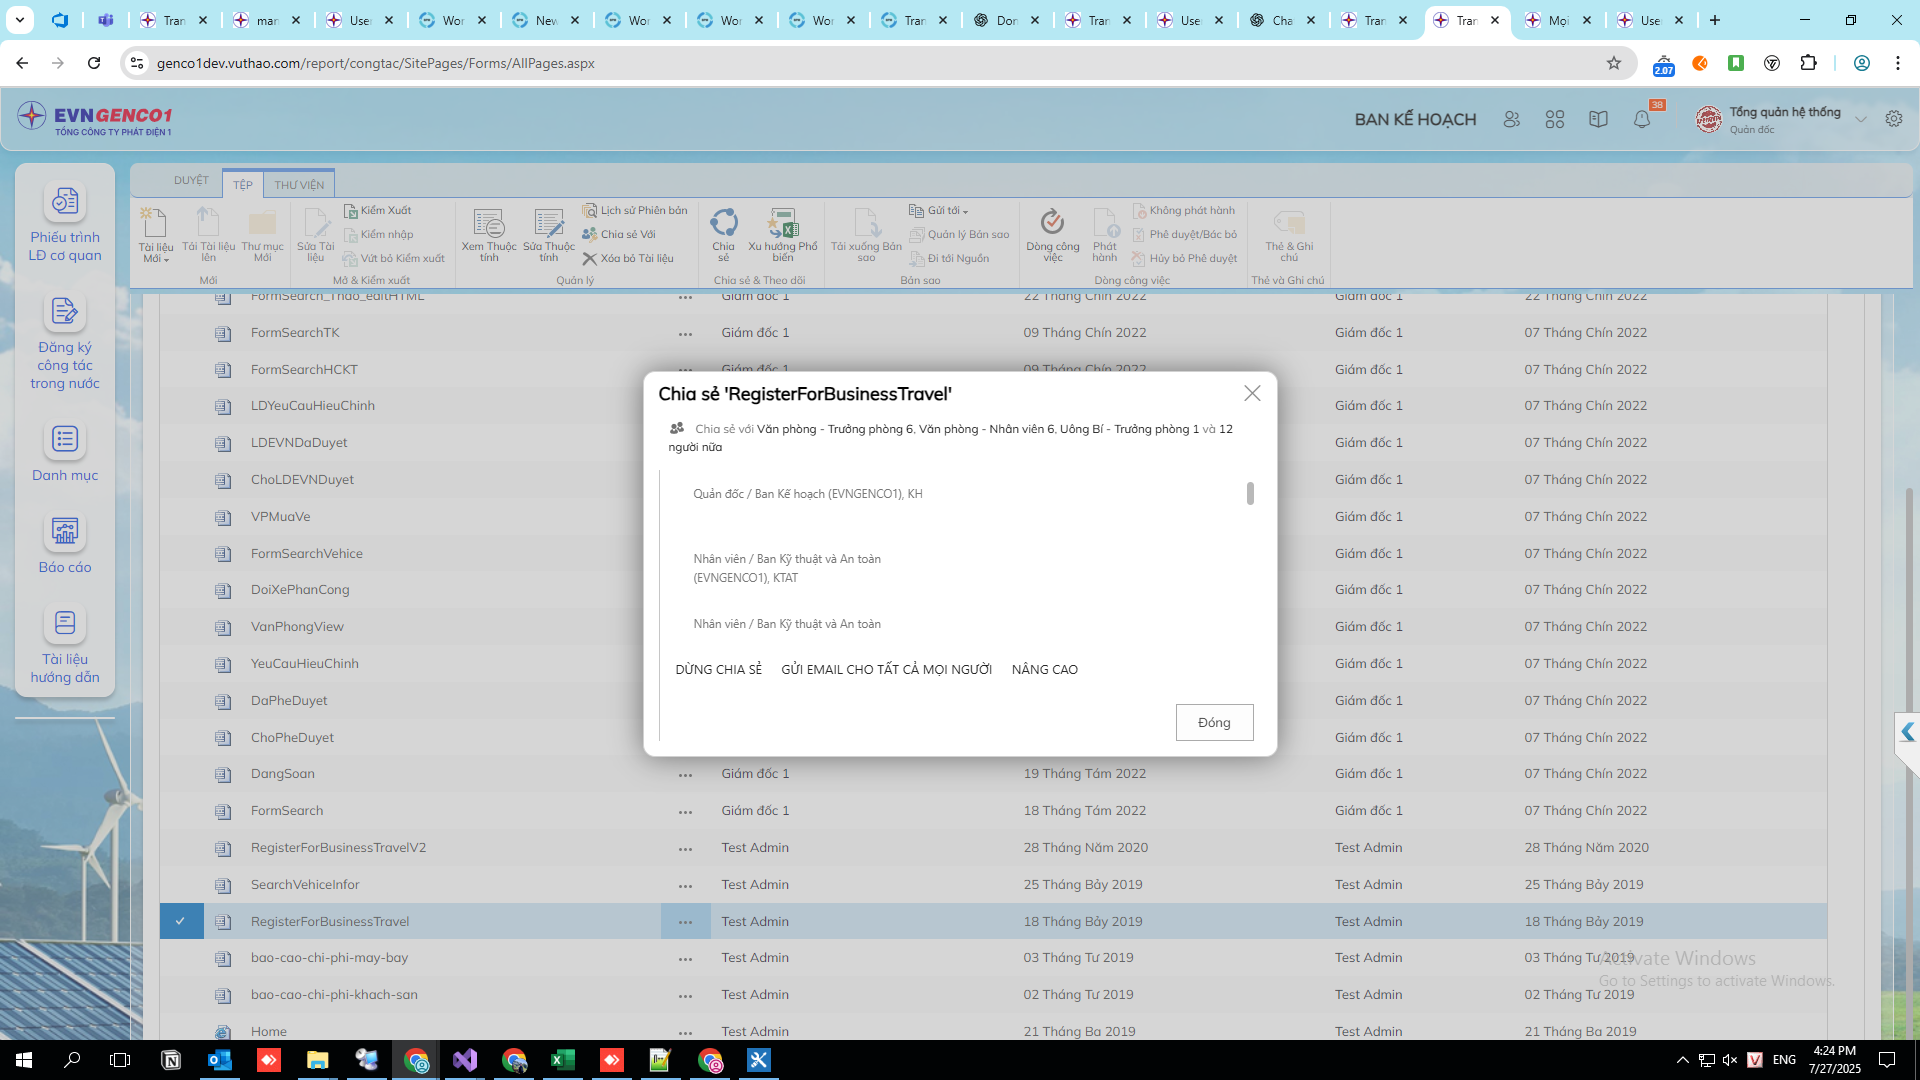 Tran
man
User
Wor
New
Wor
Wor
Wor
Tran
Don
Tran
User
Cha
Tran
Tran
Mọi
User
genco1dev.vuthao.com/report/congtac/SitePages/Forms/AllPages.aspx
2.07
EVNGENCO1
TỔNG CÔNG TY PHÁT ĐIỆN 1
BAN KẾ HOẠCH
38
Tổng quản hệ thống
Quản đốc
DUYỆT
TỆP
THƯ VIỆN
Tài liệu Mới
Tải Tài liệu lên
Thư mục Mới
Mới
Sửa Tài liệu
Kiểm Xuất
Kiểm nhập
Vứt bỏ Kiểm xuất
Mở & Kiểm xuất
Xem Thuộc tính
Sửa Thuộc tính
Lịch sử Phiên bản
Chia sẻ Với
Xóa bỏ Tài liệu
Quản lý
Chia sẻ
Xu hướng Phổ biến
Chia sẻ & Theo dõi
Tải xuống Bản sao
Gửi tới
Quản lý Bản sao
Đi tới Nguồn
Bản sao
Dòng công việc
Phát hành
Không phát hành
Phê duyệt/Bác bỏ
Hủy bỏ Phê duyệt
Dòng công việc
Thẻ & Ghi chú
Thẻ và Ghi chú
Phiếu trình
LĐ cơ quan
Đăng ký
công tác
trong nước
Danh mục
Báo cáo
Tài liệu
hướng dẫn
FormSearch_Thao_editHTML Giám đốc 1 22 Tháng Chín 2022 Giám đốc 1 22 Tháng Chín 2022
FormSearchTK Giám đốc 1 09 Tháng Chín 2022 Giám đốc 1 07 Tháng Chín 2022
FormSearchHCKT Giám đốc 1 09 Tháng Chín 2022 Giám đốc 1 07 Tháng Chín 2022
LDYeuCauHieuChinh Giám đốc 1 07 Tháng Chín 2022
LDEVNDaDuyet Giám đốc 1 07 Tháng Chín 2022
ChoLDEVNDuyet Giám đốc 1 07 Tháng Chín 2022
VPMuaVe Giám đốc 1 07 Tháng Chín 2022
FormSearchVehice Giám đốc 1 07 Tháng Chín 2022
DoiXePhanCong Giám đốc 1 07 Tháng Chín 2022
VanPhongView Giám đốc 1 07 Tháng Chín 2022
YeuCauHieuChinh Giám đốc 1 07 Tháng Chín 2022
DaPheDuyet Giám đốc 1 07 Tháng Chín 2022
ChoPheDuyet Giám đốc 1 07 Tháng Chín 2022
DangSoan Giám đốc 1 19 Tháng Tám 2022 Giám đốc 1 07 Tháng Chín 2022
FormSearch Giám đốc 1 18 Tháng Tám 2022 Giám đốc 1 07 Tháng Chín 2022
RegisterForBusinessTravelV2 Test Admin 28 Tháng Năm 2020 Test Admin 28 Tháng Năm 2020
SearchVehiceInfor Test Admin 25 Tháng Bảy 2019 Test Admin 25 Tháng Bảy 2019
RegisterForBusinessTravel Test Admin 18 Tháng Bảy 2019 Test Admin 18 Tháng Bảy 2019
bao-cao-chi-phi-may-bay Test Admin 03 Tháng Tư 2019 Test Admin 03 Tháng Tư 2019
bao-cao-chi-phi-khach-san Test Admin 02 Tháng Tư 2019 Test Admin 02 Tháng Tư 2019
Home Test Admin 21 Tháng Ba 2019 Test Admin 21 Tháng Ba 2019
Chia sẻ 'RegisterForBusinessTravel'
Chia sẻ với Văn phòng - Trưởng phòng 6, Văn phòng - Nhân viên 6, Uông Bí - Trưởng phòng 1 và 12
người nữa
Quản đốc / Ban Kế hoạch (EVNGENCO1), KH
Nhân viên / Ban Kỹ thuật và An toàn
(EVNGENCO1), KTAT
Nhân viên / Ban Kỹ thuật và An toàn
DỪNG CHIA SẺ GỬI EMAIL CHO TẤT CẢ MỌI NGƯỜI NÂNG CAO
Đóng
Activate Windows
Go to Settings to activate Windows.
ENG
4:24 PM
7/27/2025